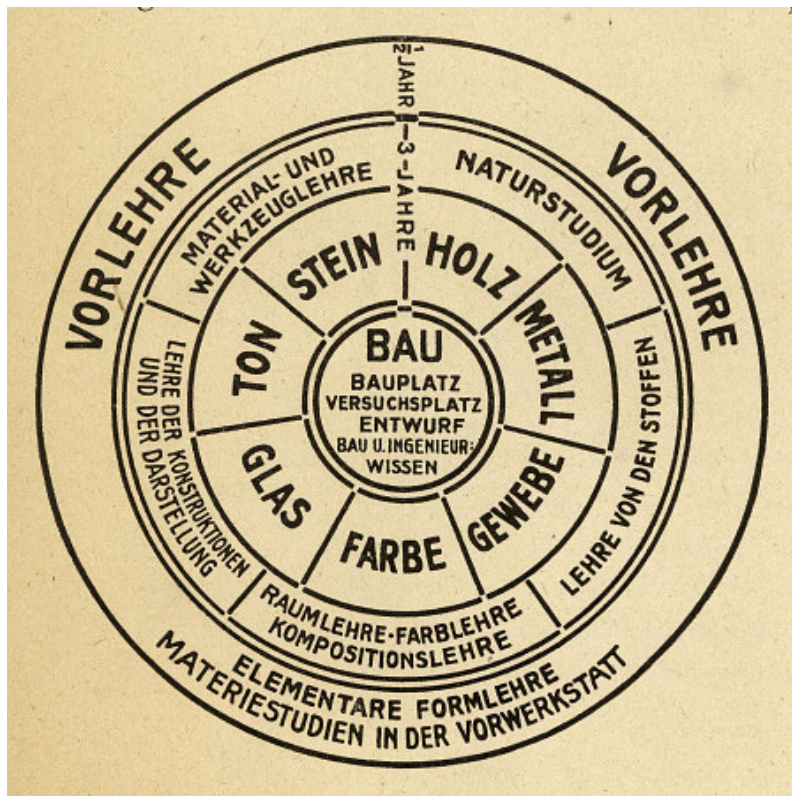 ½ JAHR
3 JAHRE
VORLEHRE
VORLEHRE
ELEMENTARE FORMLEHRE
MATERIESTUDIEN IN DER VORWERKSTATT
MATERIAL- UND
WERKZEUGLEHRE
NATURSTUDIUM
LEHRE VON DEN STOFFEN
RAUMLEHRE·FARBLEHRE
KOMPOSITIONSLEHRE
LEHRE DER KONSTRUKTIONEN
UND DER DARSTELLUNG
STEIN
HOLZ
METALL
GEWEBE
FARBE
GLAS
TON
BAU
BAUPLATZ
VERSUCHSPLATZ
ENTWURF
BAU U. INGENIEUR:
WISSEN